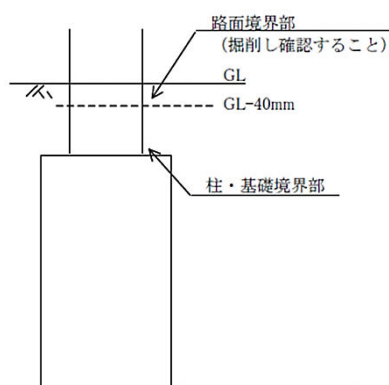 路面境界部
(掘削し確認すること)
GL
GL-40mm
柱・基礎境界部